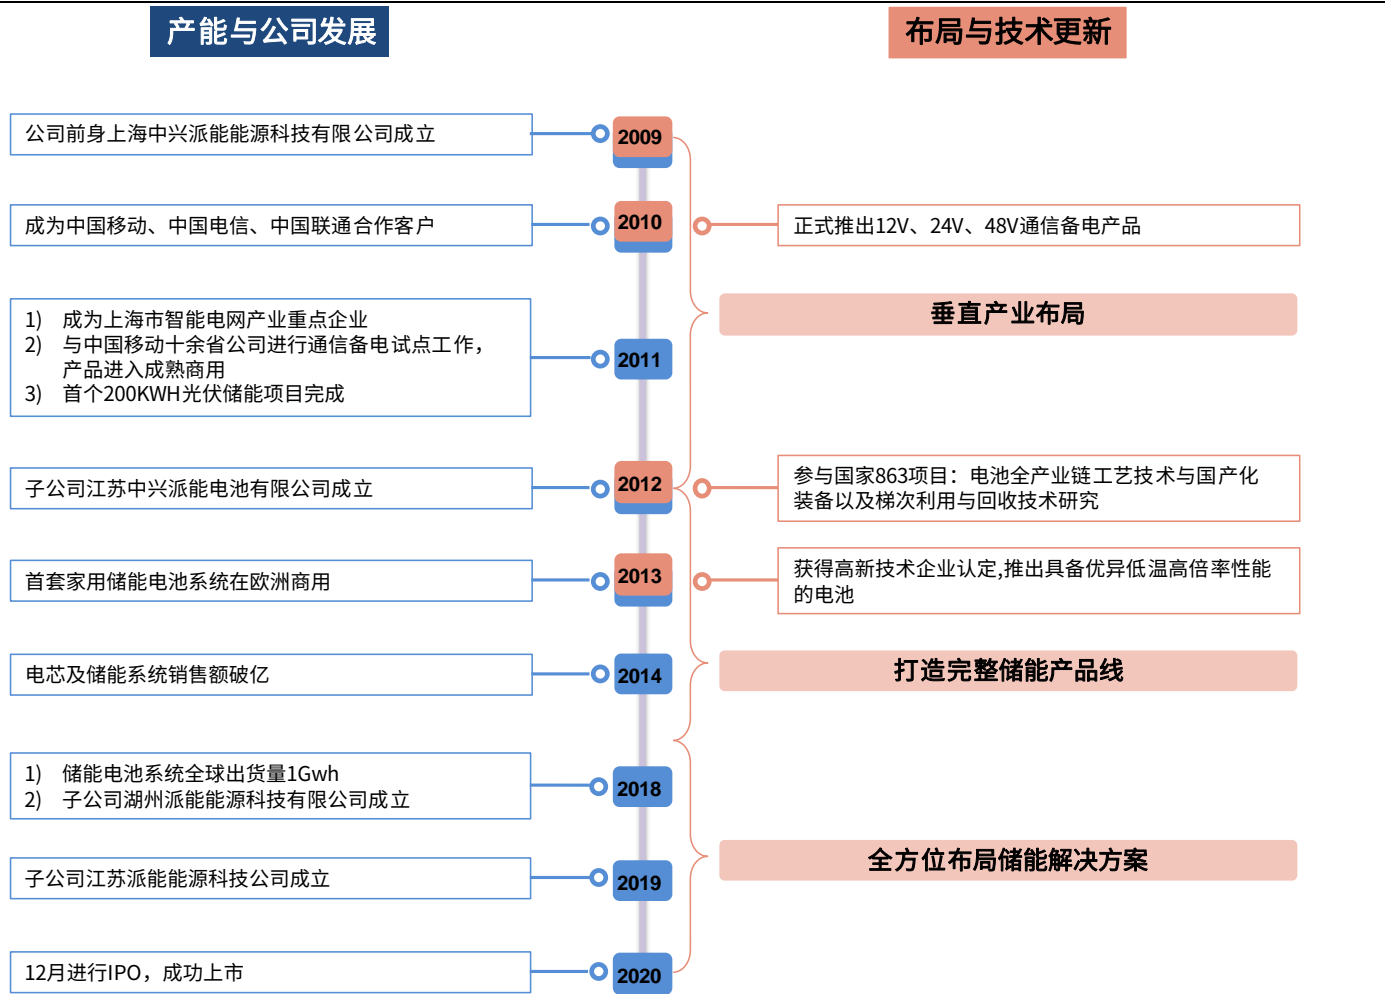 产能与公司发展
布局与技术更新
公司前身上海中兴派能能源科技有限公司成立
2009
成为中国移动、中国电信、中国联通合作客户
2010
正式推出12V、24V、48V通信备电产品
垂直产业布局
1) 成为上海市智能电网产业重点企业
2) 与中国移动十余省公司进行通信备电试点工作，
产品进入成熟商用
3) 首个200KWH光伏储能项目完成
2011
子公司江苏中兴派能电池有限公司成立
2012
参与国家863项目：电池全产业链工艺技术与国产化
装备以及梯次利用与回收技术研究
首套家用储能电池系统在欧洲商用
2013
获得高新技术企业认定,推出具备优异低温高倍率性能
的电池
电芯及储能系统销售额破亿
2014
打造完整储能产品线
1) 储能电池系统全球出货量1Gwh
2) 子公司湖州派能能源科技有限公司成立
2018
全方位布局储能解决方案
子公司江苏派能能源科技公司成立
2019
12月进行IPO，成功上市
2020